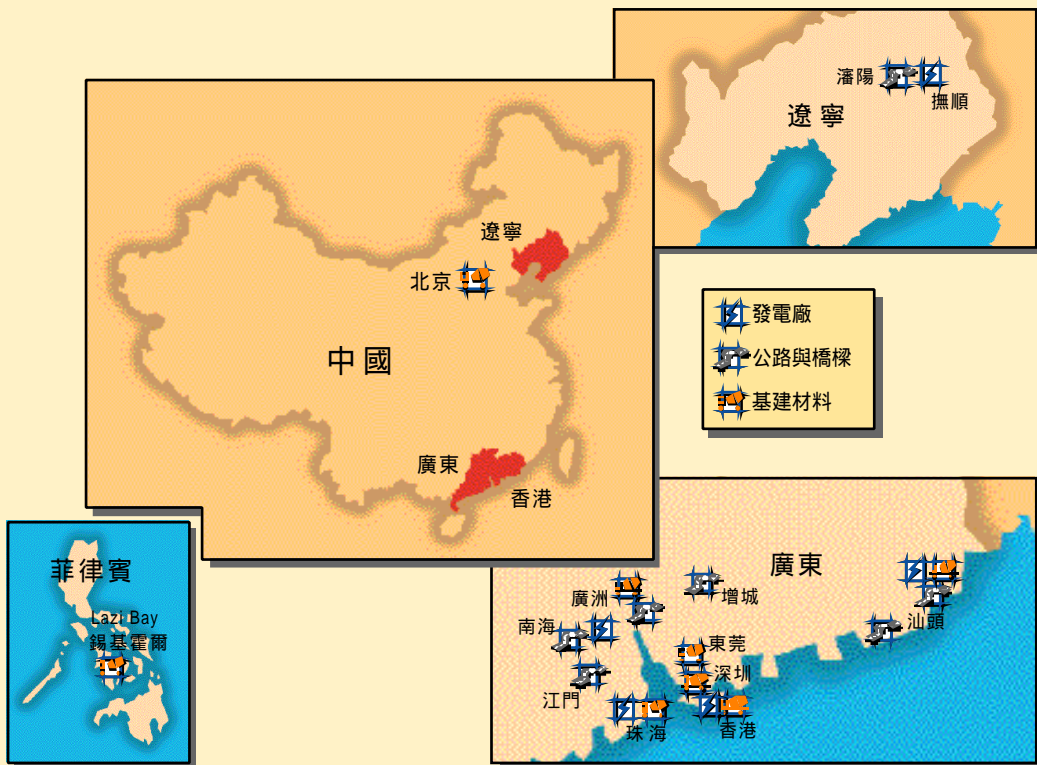 瀋陽
撫順
遼寧
遼寧
北京
中國
廣東
香港
發電廠
公路與橋樑
基建材料
菲律賓
Lazi Bay
錫基霍爾
廣東
廣洲
增城
南海
汕頭
東莞
深圳
江門
珠海
香港